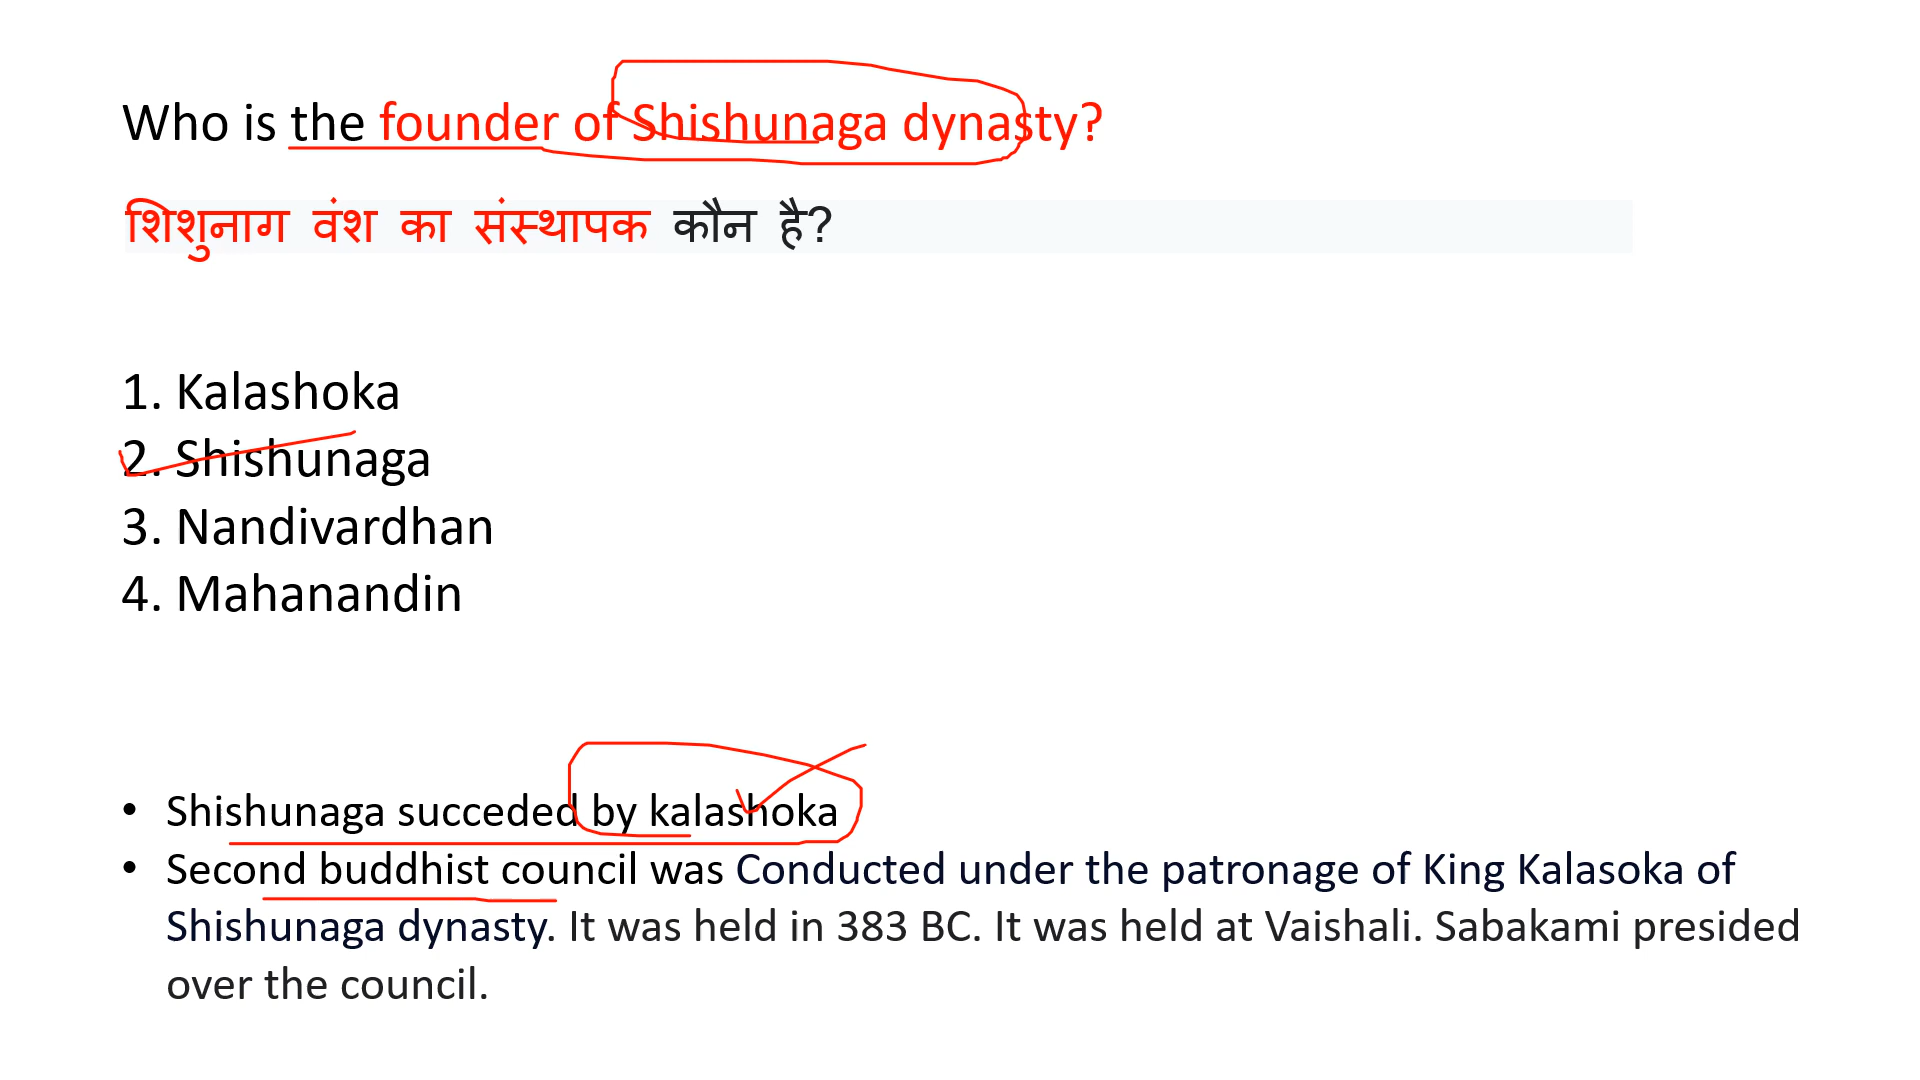 Who is the founder of Shishunaga dynasty?
शिशुनाग वंश का संस्थापक कौन है?
1. Kalashoka
2. Shishunaga
3. Nandivardhan
4. Mahanandin
• Shishunaga succeded by kalashoka
• Second buddhist council was Conducted under the patronage of King Kalasoka of
Shishunaga dynasty. It was held in 383 BC. It was held at Vaishali. Sabakami presided
over the council.